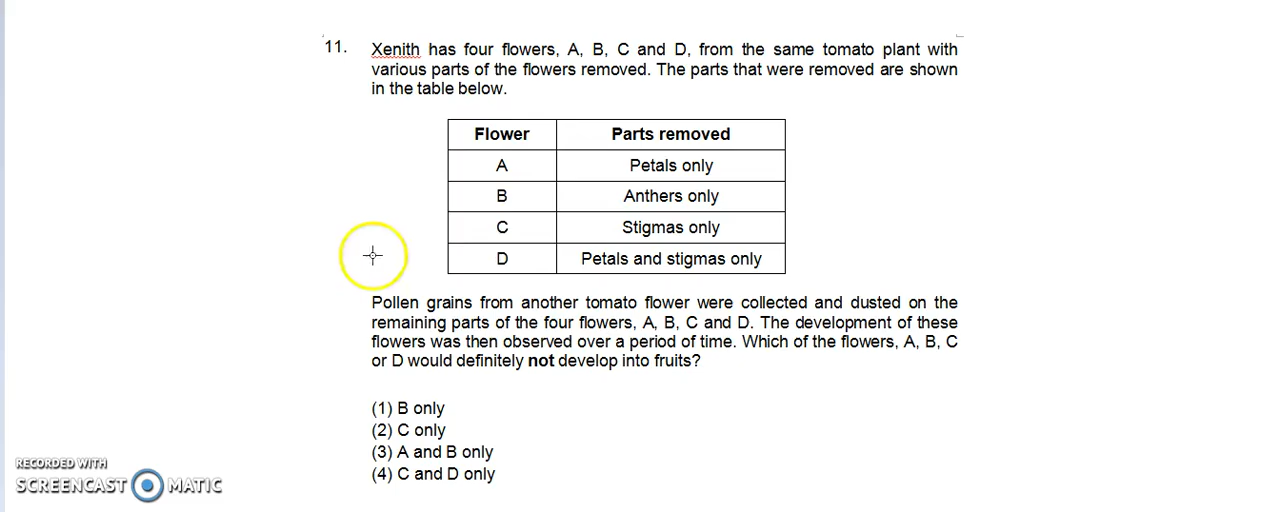 11. Xenith has four flowers, A, B, C and D, from the same tomato plant with
various parts of the flowers removed. The parts that were removed are shown
in the table below.
Flower Parts removed
A Petals only
B Anthers only
C Stigmas only
D Petals and stigmas only
Pollen grains from another tomato flower were collected and dusted on the
remaining parts of the four flowers, A, B, C and D. The development of these
flowers was then observed over a period of time. Which of the flowers, A, B, C
or D would definitely not develop into fruits?
(1) B only
(2) C only
(3) A and B only
(4) C and D only
RECORDED WITH
SCREENCAST MATIC